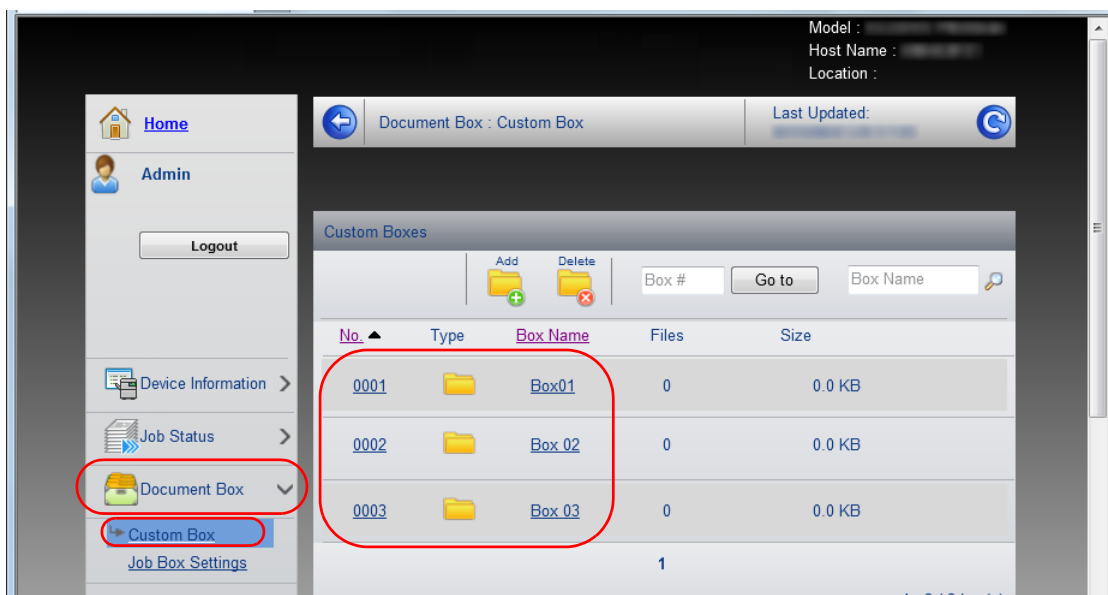 Model :
Host Name :
Location :
Home
Document Box : Custom Box
Last Updated:
Admin
Logout
Custom Boxes
Add
Delete
Box #
Go to
Box Name
No. Type Box Name Files Size
0001 Box01 0 0.0 KB
0002 Box 02 0 0.0 KB
0003 Box 03 0 0.0 KB
1
Device Information
Job Status
Document Box
Custom Box
Job Box Settings